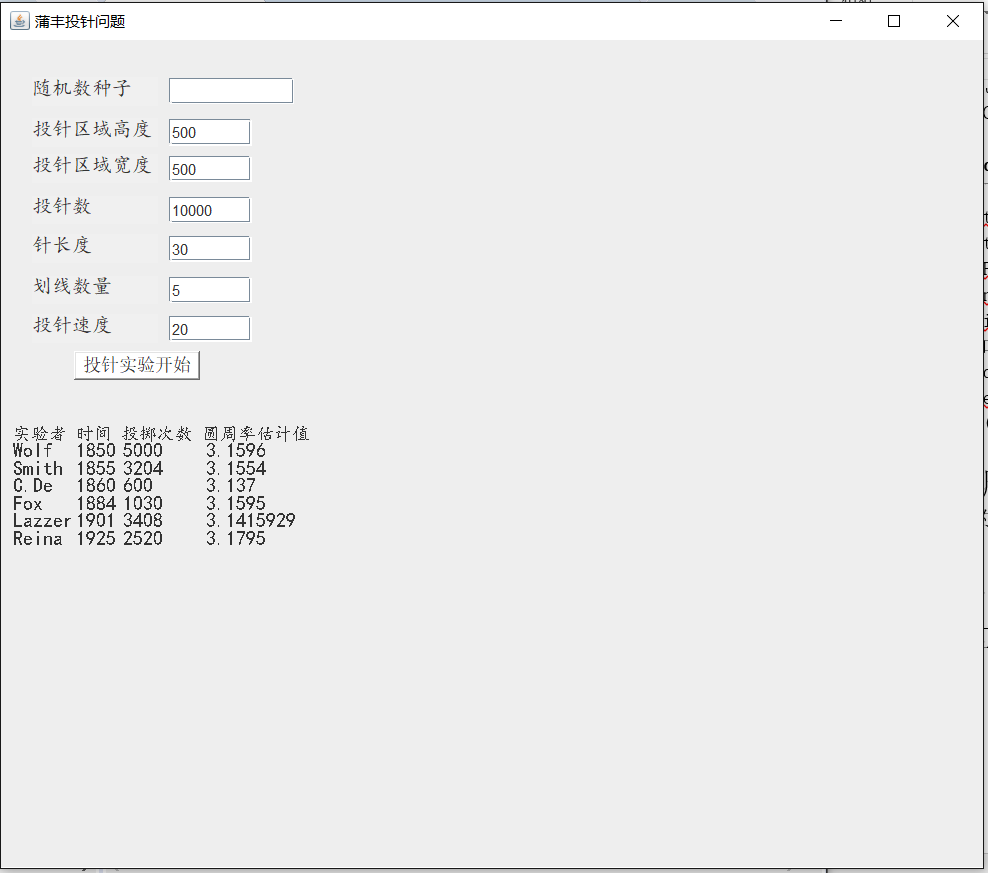 蒲丰投针问题
随机数种子
投针区域高度 500
投针区域宽度 500
投针数 10000
针长度 30
划线数量 5
投针速度 20
投针实验开始
实验者 时间 投掷次数 圆周率估计值
Wolf 1850 5000 3.1596
Smith 1855 3204 3.1554
C.De 1860 600 3.137
Fox 1884 1030 3.1595
Lazzer 1901 3408 3.1415929
Reina 1925 2520 3.1795